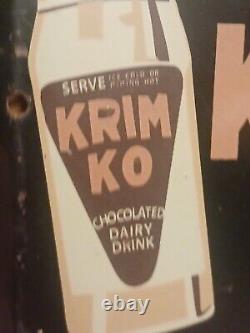 SERVE ICE COLD OR
PIPING HOT
KRIM
KO
CHOCOLATED
DAIRY
DRINK
K